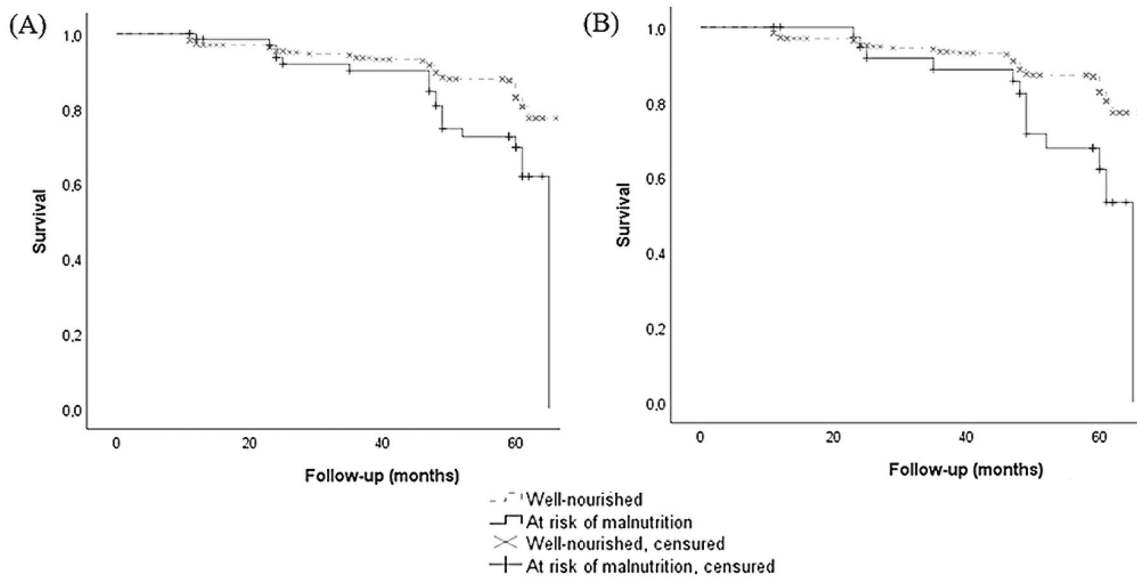 (A)
1,0
0,8
0,6
0,4
0,2
0,0
Survival
0
20
40
60
Follow-up (months)
(B)
1,0
0,8
0,6
0,4
0,2
0,0
Survival
0
20
40
60
Follow-up (months)
Well-nourished
At risk of malnutrition
Well-nourished, censured
At risk of malnutrition, censured